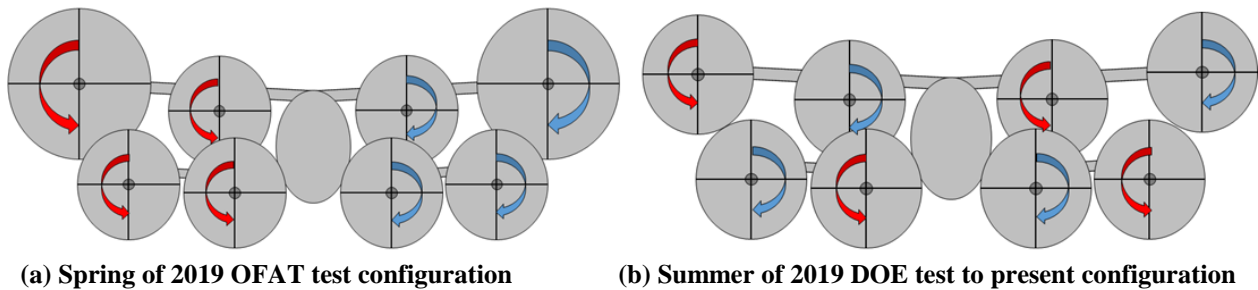 (a) Spring of 2019 OFAT test configuration
(b) Summer of 2019 DOE test to present configuration